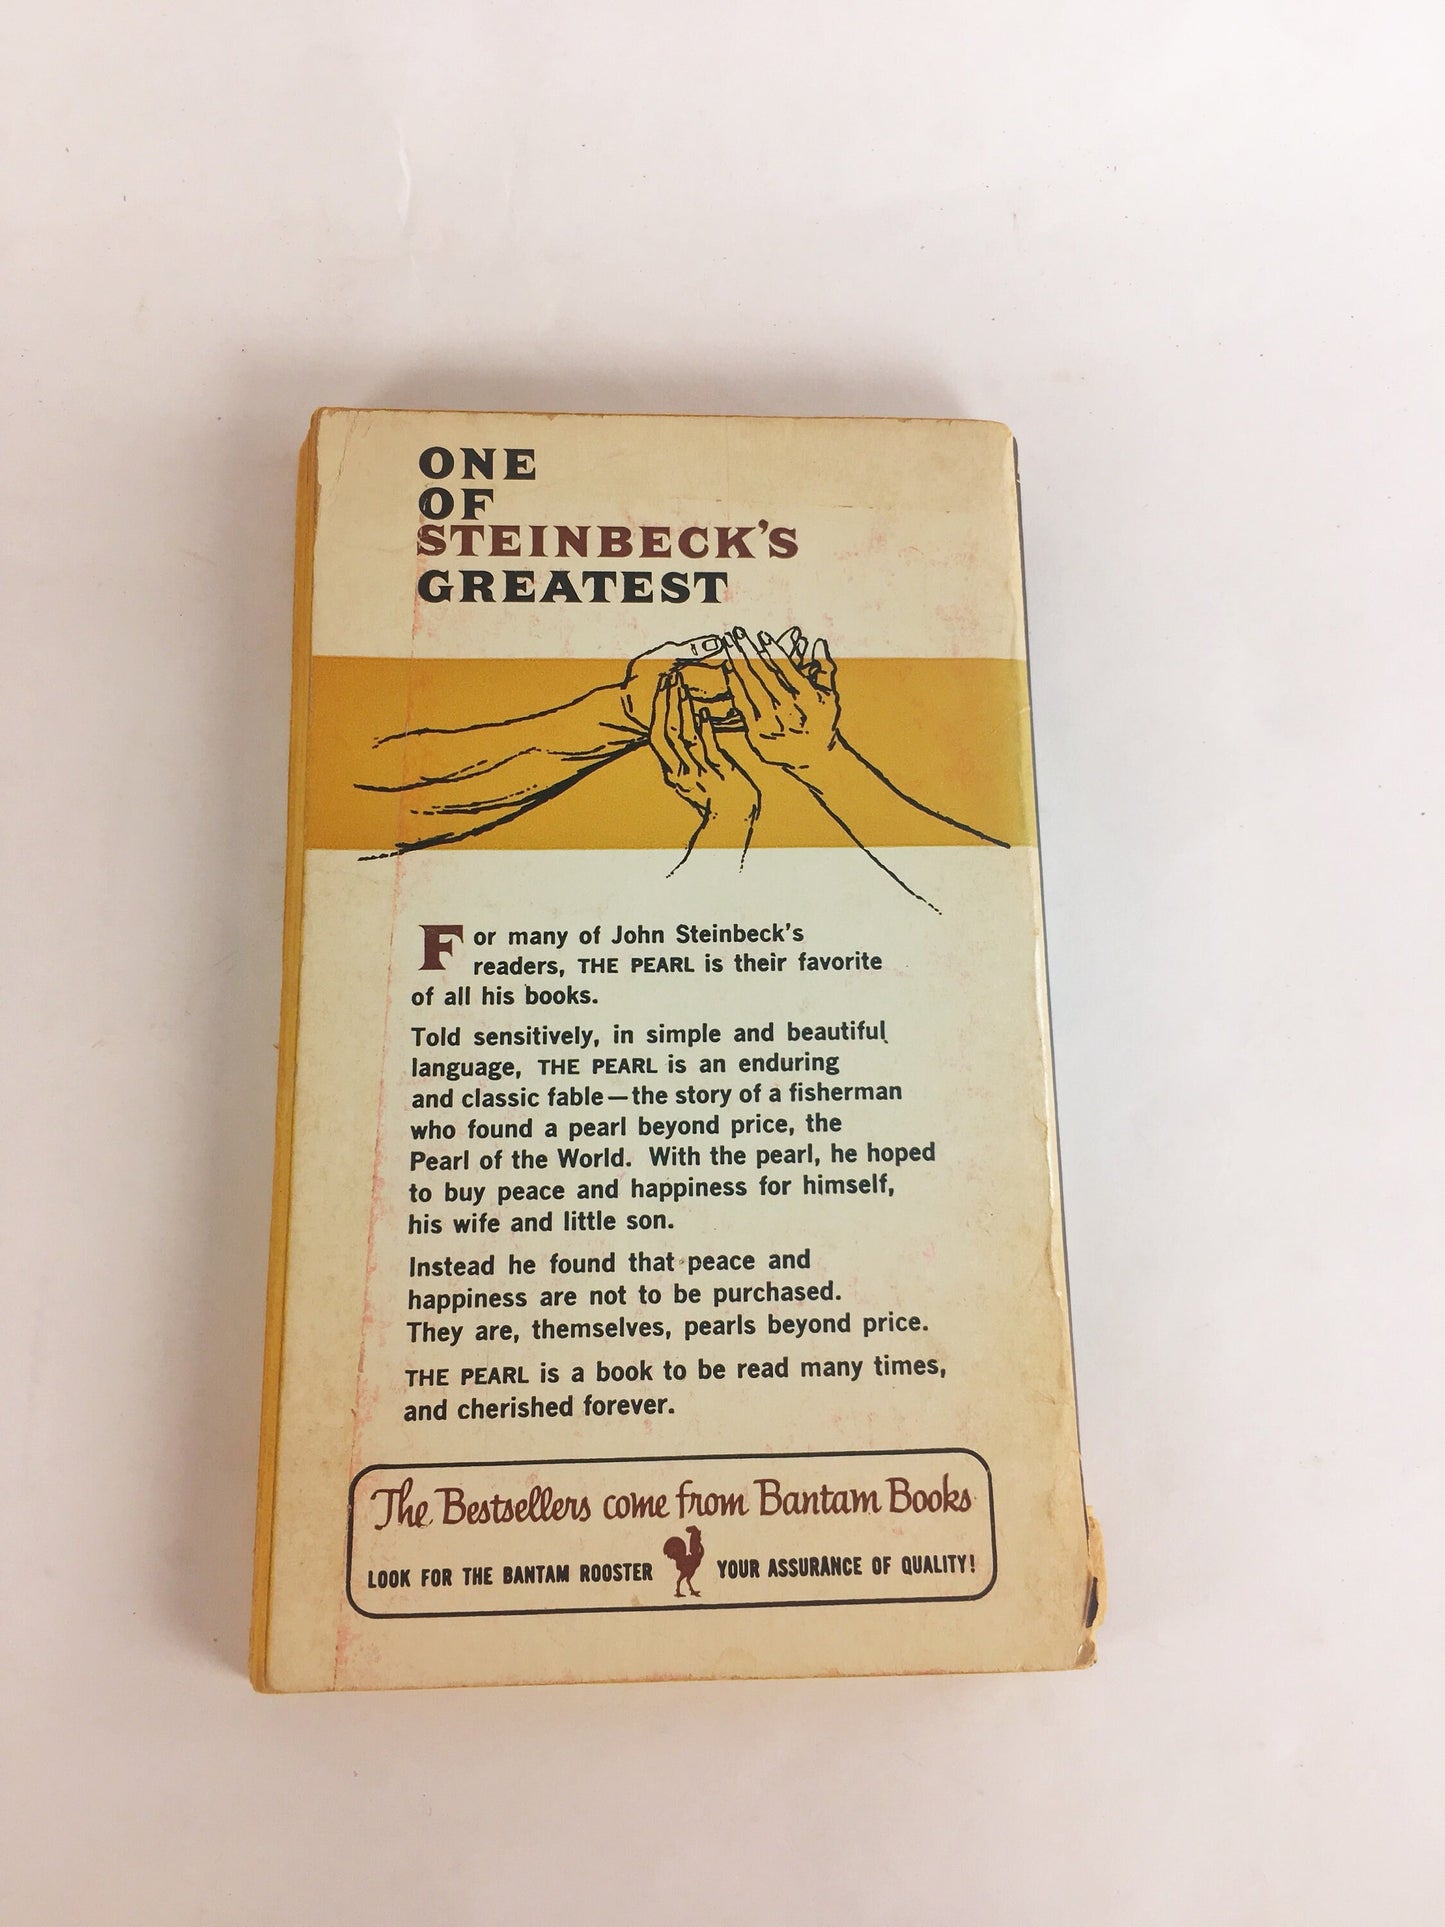 ONE
OF
STEINBECK'S
GREATEST
For many of John Steinbeck's
readers, THE PEARL is their favorite
of all his books.
Told sensitively, in simple and beautiful
language, THE PEARL is an enduring
and classic fable—the story of a fisherman
who found a pearl beyond price, the
Pearl of the World. With the pearl, he hoped
to buy peace and happiness for himself,
his wife and little son.
Instead he found that peace and
happiness are not to be purchased.
They are, themselves, pearls beyond price.
THE PEARL is a book to be read many times,
and cherished forever.
The Bestsellers come from Bantam Books
LOOK FOR THE BANTAM ROOSTER YOUR ASSURANCE OF QUALITY!